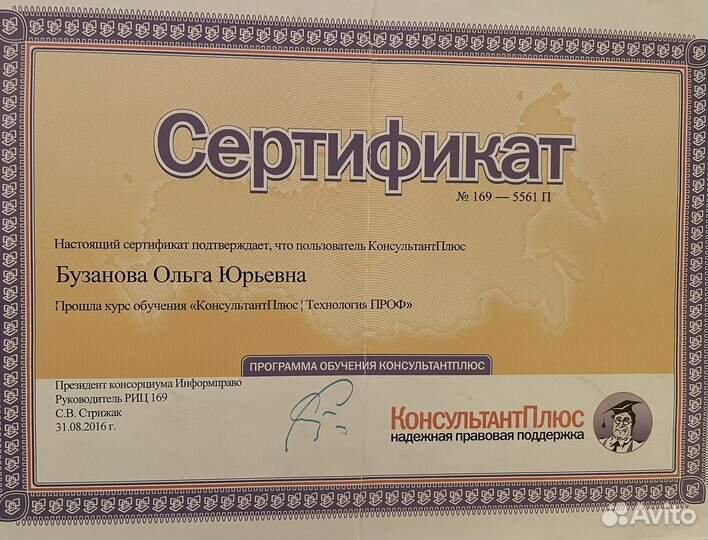 Сертификат
№ 169 — 5561 П
Настоящий сертификат подтверждает, что пользователь КонсультантПлюс
Бузанова Ольга Юрьевна
Прошла курс обучения «КонсультантПлюс ¦ Технология ПРОФ»
ПРОГРАММА ОБУЧЕНИЯ КОНСУЛЬТАНТПЛЮС
Президент консорциума Информправо
Руководитель РИЦ 169
С.В. Стрижак
31.08.2016 г.
КонсультантПлюс
надежная правовая поддержка
Avito